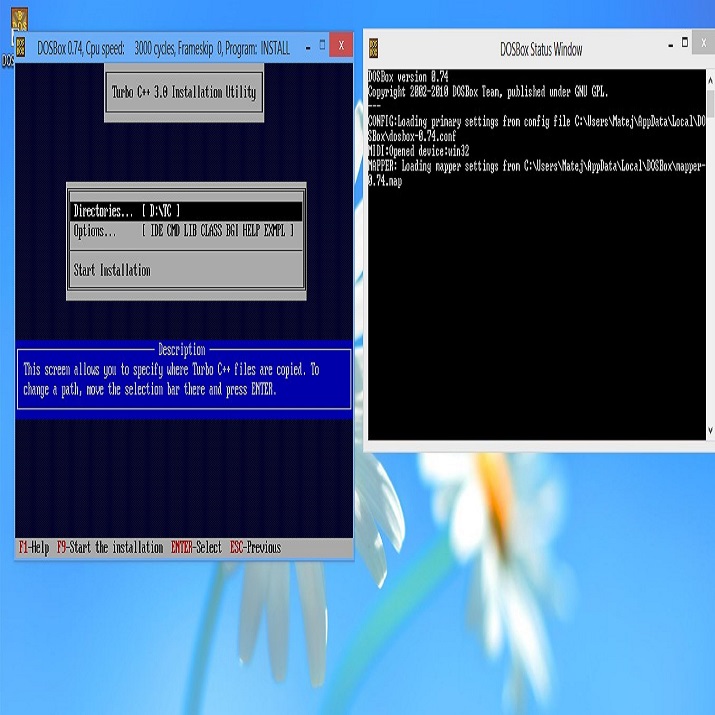 DOS
DOSBox 0.74, Cpu speed: 3000 cycles, Frameskip 0, Program: INSTALL
Turbo C++ 3.0 Installation Utility
Directories... [ D:\TC ]
Options... [ IDE CMD LIB CLASS BGI HELP EXMPL ]
Start Installation
Description
This screen allows you to specify where Turbo C++ files are copied. To
change a path, move the selection bar there and press ENTER.
F1-Help F9-Start the installation ENTER-Select ESC-Previous
DOSBox Status Window
DOSBox version 0.74
Copyright 2002-2010 DOSBox Team, published under GNU GPL.
---
CONFIG:Loading primary settings from config file C:\Users\Matej\AppData\Local\DO
SBox\dosbox-0.74.conf
MIDI:Opened device:win32
MAPPER: Loading mapper settings from C:\Users\Matej\AppData\Local\DOSBox\mapper-
0.74.map